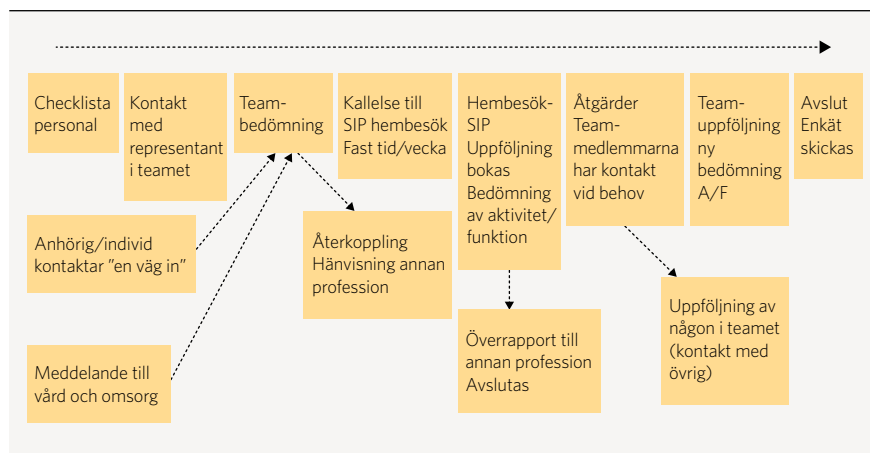 Checklista
personal
Kontakt
med
representant
i teamet
Team-
bedömning
Kallelse till
SIP hembesök
Fast tid/vecka
Hembesök-
SIP
Uppföljning
bokas
Bedömning
av aktivitet/
funktion
Åtgärder
Team-
medlemmarna
har kontakt
vid behov
Team-
uppföljning
ny
bedömning
A/F
Avslut
Enkät
skickas
Anhörig/individ
kontaktar ”en väg in”
Återkoppling
Hänvisning annan
profession
Meddelande till
vård och omsorg
Överrapport till
annan profession
Avslutas
Uppföljning av
någon i teamet
(kontakt med
övrig)